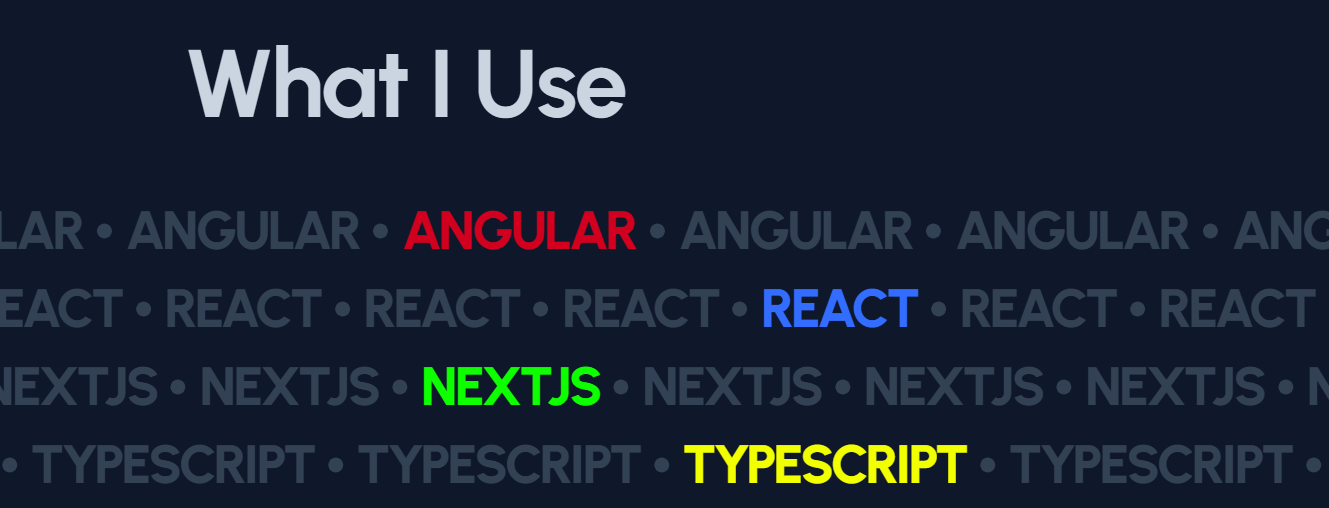 What I Use
LAR • ANGULAR • ANGULAR • ANGULAR • ANGULAR • ANG
EACT • REACT • REACT • REACT • REACT • REACT • REACT
NEXTJS • NEXTJS • NEXTJS • NEXTJS • NEXTJS • NEXTJS • N
• TYPESCRIPT • TYPESCRIPT • TYPESCRIPT • TYPESCRIPT •